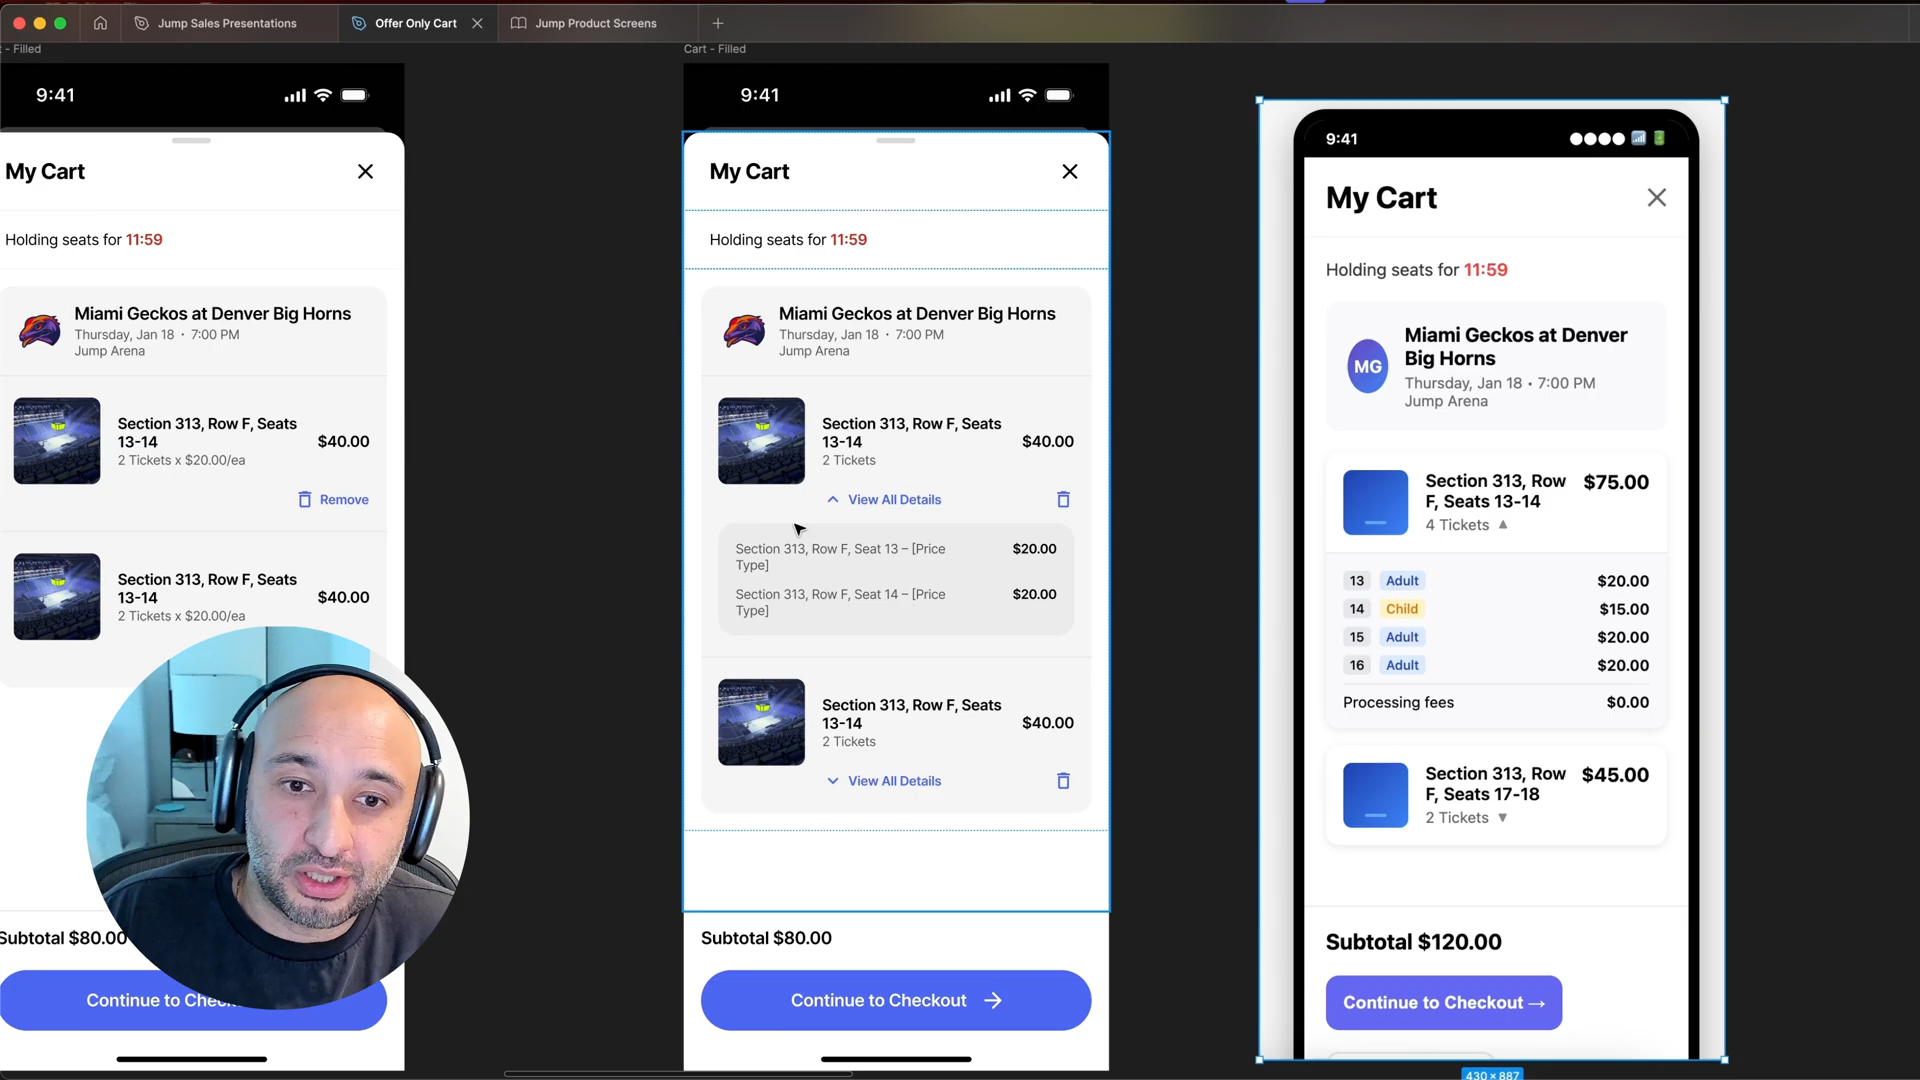 Jump Sales Presentations
Offer Only Cart
Jump Product Screens
t - Filled
9:41
My Cart
Holding seats for 11:59
Miami Geckos at Denver Big Horns
Thursday, Jan 18 • 7:00 PM
Jump Arena
Section 313, Row F, Seats
13-14
$40.00
2 Tickets x $20.00/ea
Remove
Section 313, Row F, Seats
13-14
$40.00
2 Tickets x $20.00/ea
Subtotal $80.00
Continue to Chec
Cart - Filled
9:41
My Cart
Holding seats for 11:59
Miami Geckos at Denver Big Horns
Thursday, Jan 18 • 7:00 PM
Jump Arena
Section 313, Row F, Seats
13-14
$40.00
2 Tickets
View All Details
Section 313, Row F, Seat 13 – [Price
Type]
$20.00
Section 313, Row F, Seat 14 – [Price
Type]
$20.00
Section 313, Row F, Seats
13-14
$40.00
2 Tickets
View All Details
Subtotal $80.00
Continue to Checkout →
9:41
My Cart
Holding seats for 11:59
MG
Miami Geckos at Denver
Big Horns
Thursday, Jan 18 • 7:00 PM
Jump Arena
Section 313, Row
F, Seats 13-14
$75.00
4 Tickets ▲
13 Adult $20.00
14 Child $15.00
15 Adult $20.00
16 Adult $20.00
Processing fees $0.00
Section 313, Row
F, Seats 17-18
$45.00
2 Tickets ▼
Subtotal $120.00
Continue to Checkout →
430 × 887